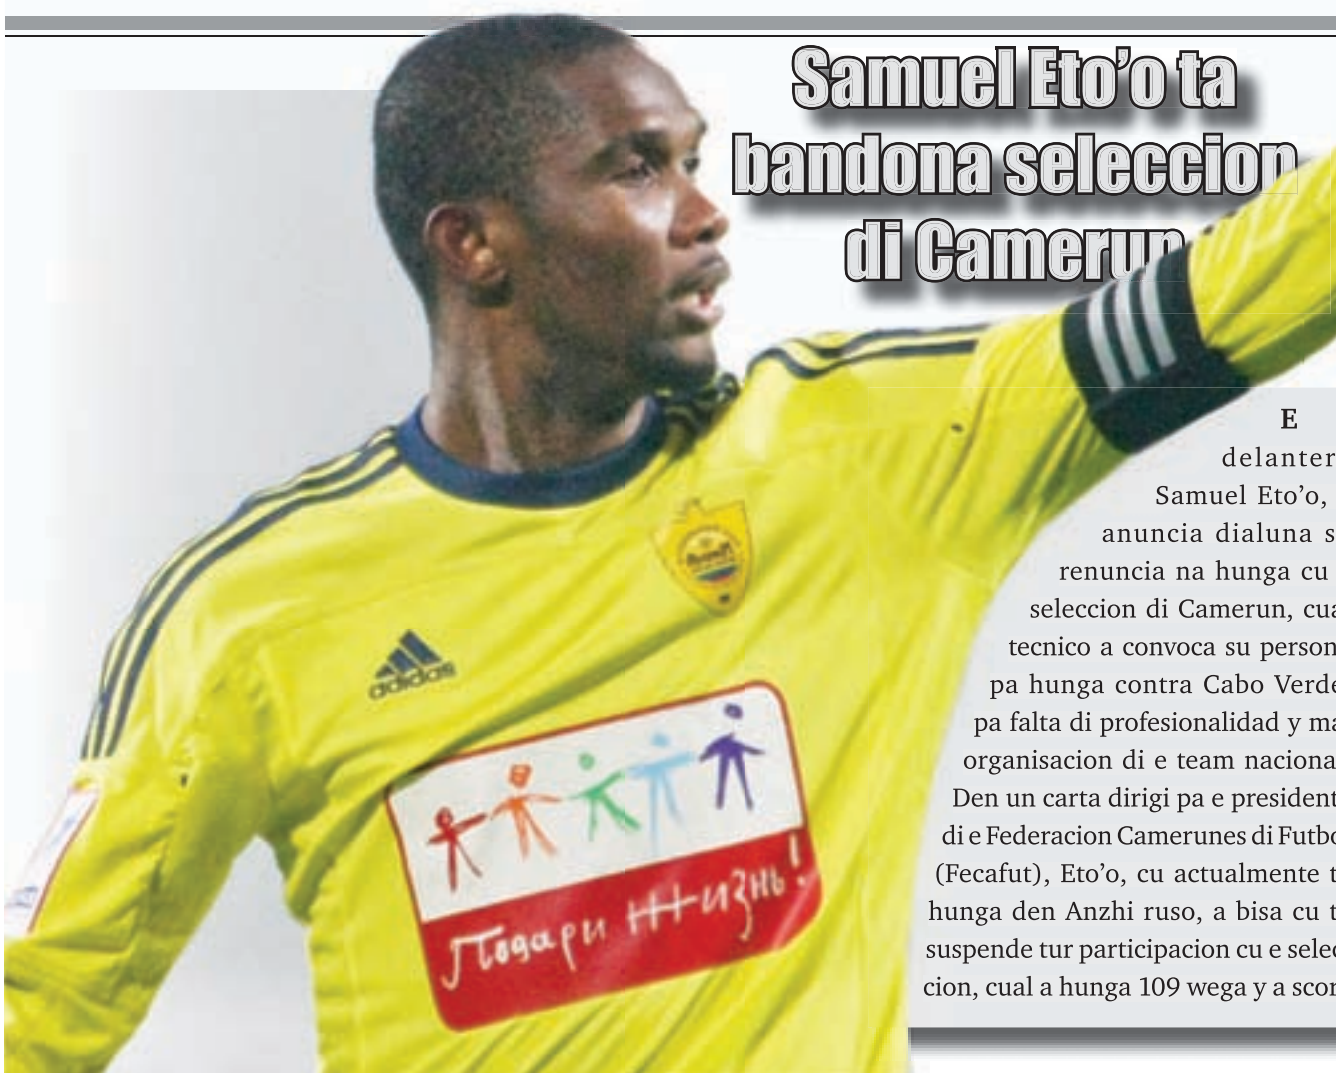 Samuel Eto’o ta
bandona seleccion
di Camerun
E
delanter
Samuel Eto’o,
anuncia dialuna s
renuncia na hunga cu
seleccion di Camerun, cua
tecnico a convoca su person
pa hunga contra Cabo Verde
pa falta di profesionalidad y ma
organisacion di e team naciona
Den un carta dirigi pa e president
di e Federacion Camerunes di Futbo
(Fecafut), Eto’o, cu actualmente t
hunga den Anzhi ruso, a bisa cu t
suspende tur participacion cu e selec
cion, cual a hunga 109 wega y a scor
adidas
Подари Жизнь!